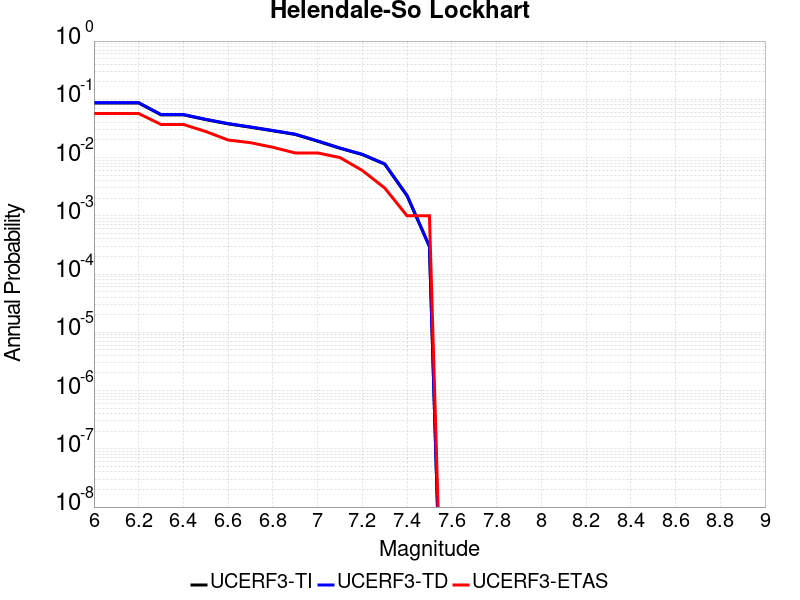 Helendale-So Lockhart
Annual Probability
10^0
10^-1
10^-2
10^-3
10^-4
10^-5
10^-6
10^-7
10^-8
6 6.2 6.4 6.6 6.8 7 7.2 7.4 7.6 7.8 8 8.2 8.4 8.6 8.8 9
Magnitude
UCERF3-TI UCERF3-TD UCERF3-ETAS